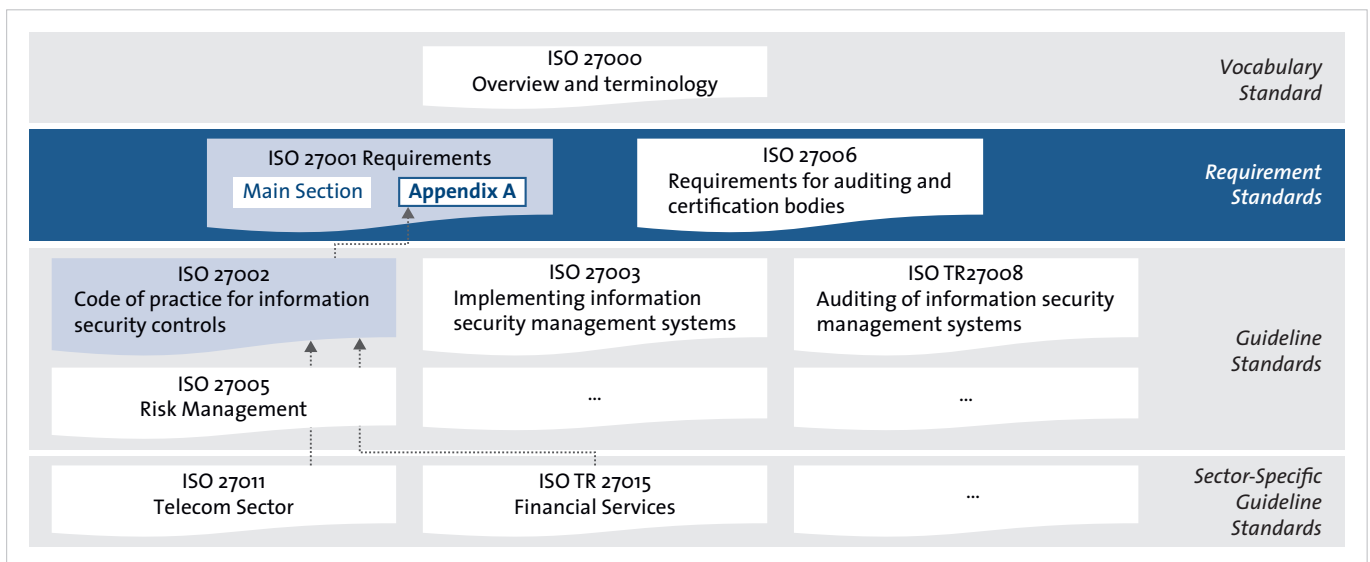 ISO 27000
Overview and terminology
Vocabulary
Standard
ISO 27001 Requirements
Main Section
Appendix A
ISO 27006
Requirements for auditing and
certification bodies
Requirement
Standards
ISO 27002
Code of practice for information
security controls
ISO 27003
Implementing information
security management systems
ISO TR27008
Auditing of information security
management systems
Guideline
Standards
ISO 27005
Risk Management
...
...
ISO 27011
Telecom Sector
ISO TR 27015
Financial Services
...
Sector-Specific
Guideline
Standards